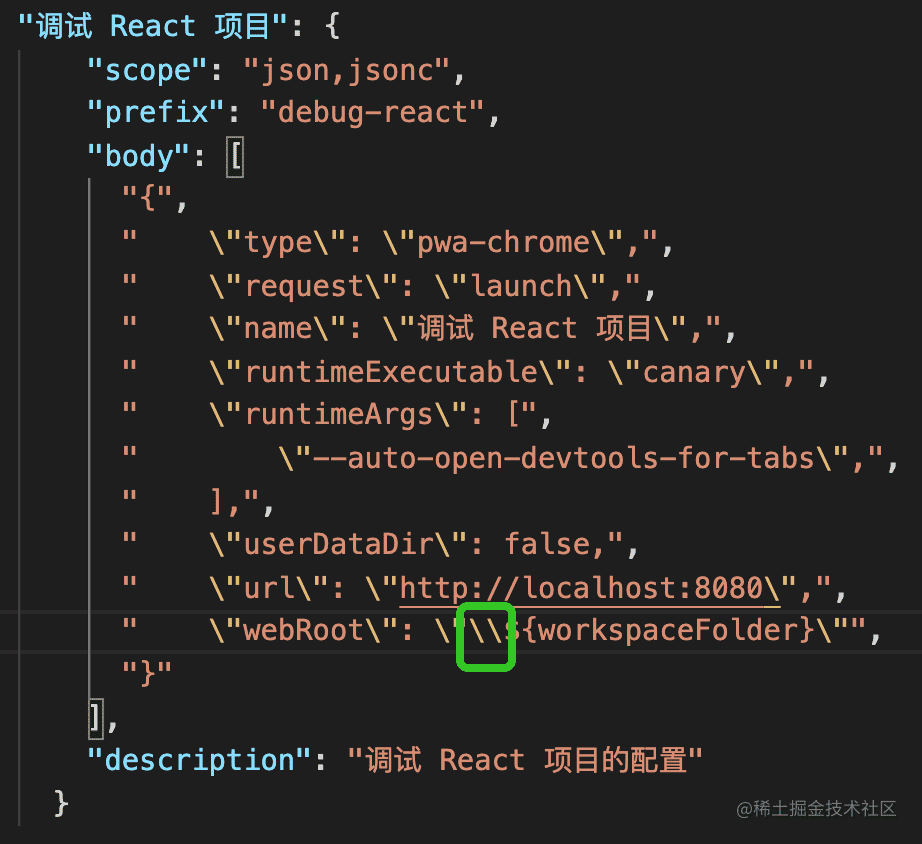 "调试 React 项目": {
"scope": "json,jsonc",
"prefix": "debug-react",
"body": [
"{",
"    \"type\": \"pwa-chrome\",",
"    \"request\": \"launch\",",
"    \"name\": \"调试 React 项目\",",
"    \"runtimeExecutable\": \"canary\",",
"    \"runtimeArgs\": [",
"        \"--auto-open-devtools-for-tabs\",",
"    ],",
"    \"userDataDir\": false,",
"    \"url\": \"http://localhost:8080\",",
"    \"webRoot\": \"\\${workspaceFolder}\"",
"}"
],
"description": "调试 React 项目的配置"
}
@稀土掘金技术社区